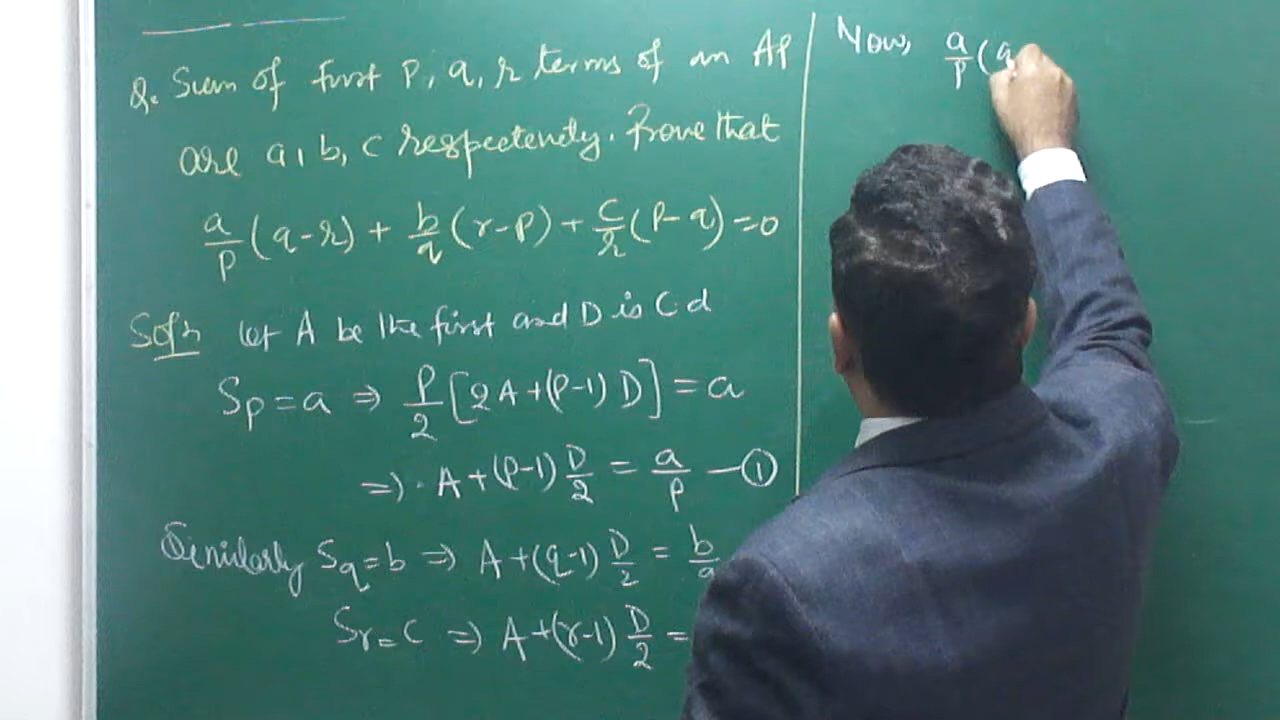 Q. Sum of first P, q, r terms of an AP
are a, b, c respectively. Prove that
a/p (q-r) + b/q (r-p) + c/r (p-q) = 0
Soln Let A be the first and D is C.d
Sp = a ⇒ P/2 [2A+(P-1) D] = a
⇒ A+(P-1) D/2 = a/p — ①
Similarly Sq = b ⇒ A+(q-1) D/2 = b/q
Sr = c ⇒ A+(r-1) D/2 =
Now, a/p (q